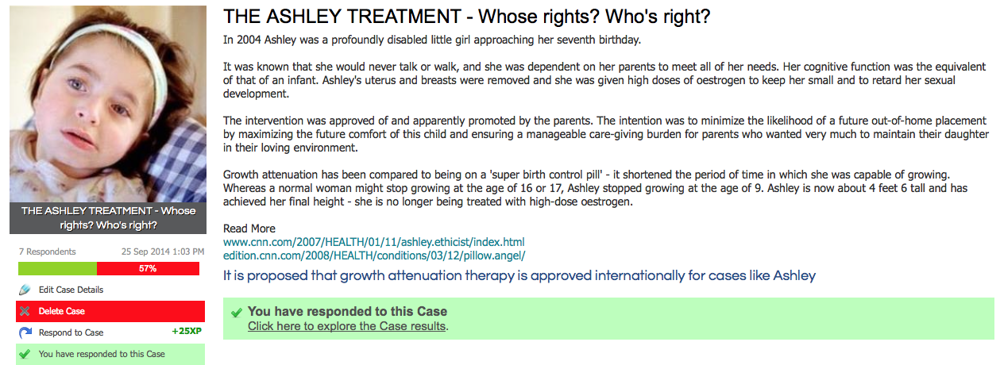 THE ASHLEY TREATMENT - Whose rights? Who's right?
In 2004 Ashley was a profoundly disabled little girl approaching her seventh birthday.
It was known that she would never talk or walk, and she was dependent on her parents to meet all of her needs. Her cognitive function was the equivalent
of that of an infant. Ashley's uterus and breasts were removed and she was given high doses of oestrogen to keep her small and to retard her sexual
development.
The intervention was approved of and apparently promoted by the parents. The intention was to minimize the likelihood of a future out-of-home placement
by maximizing the future comfort of this child and ensuring a manageable care-giving burden for parents who wanted very much to maintain their daughter
in their loving environment.
Growth attenuation has been compared to being on a 'super birth control pill' - it shortened the period of time in which she was capable of growing.
Whereas a normal woman might stop growing at the age of 16 or 17, Ashley stopped growing at the age of 9. Ashley is now about 4 feet 6 tall and has
achieved her final height - she is no longer being treated with high-dose oestrogen.
Read More
www.cnn.com/2007/HEALTH/01/11/ashley.ethicist/index.html
edition.cnn.com/2008/HEALTH/conditions/03/12/pillow.angel/
It is proposed that growth attenuation therapy is approved internationally for cases like Ashley
You have responded to this Case
Click here to explore the Case results.
THE ASHLEY TREATMENT - Whose
rights? Who's right?
7 Respondents 25 Sep 2014 1:03 PM
57%
Edit Case Details
Delete Case
Respond to Case +25XP
You have responded to this Case